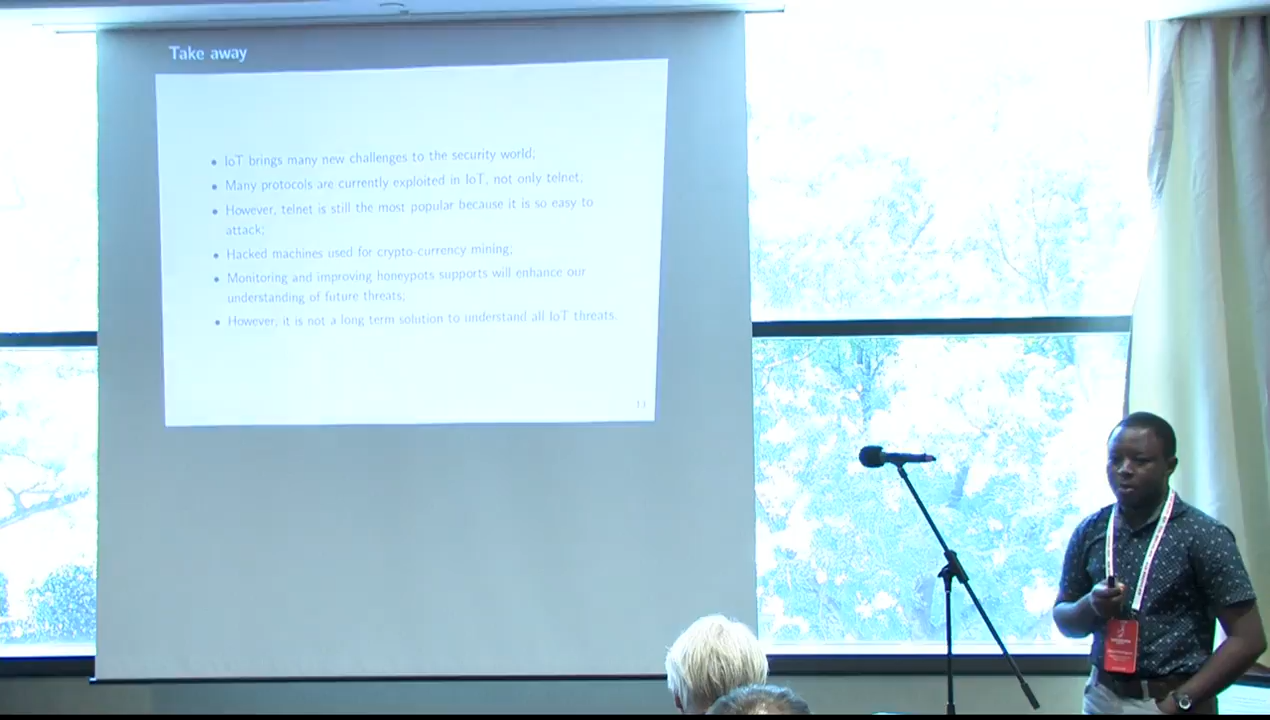 Take away
• IoT brings many new challenges to the security world;
• Many protocols are currently exploited in IoT, not only telnet.
• However, telnet is still the most popular because it is so easy to
attack;
• Hacked machines used for crypto-currency mining;
• Monitoring and improving honeypots supports will enhance our
understanding of future threats;
• However, it is not a long term solution to understand all IoT threats.